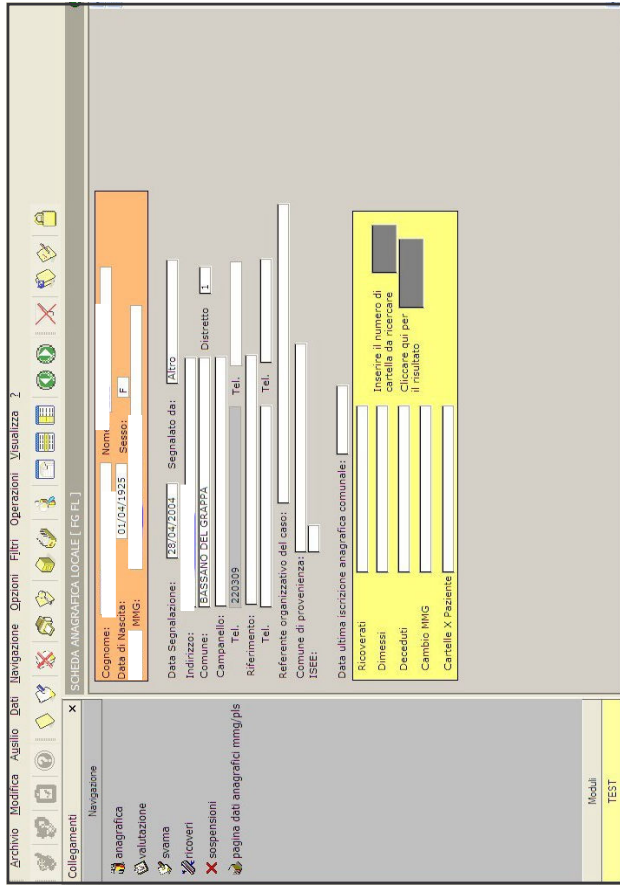 Archivio Modifica Ausilio Dati Navigazione Opzioni Filtri Operazioni Visualizza ?
Collegamenti X
Navigazione
anagrafica
valutazione
svama
ricoveri
sospensioni
pagina dati anagrafici mmg/pls
Moduli
TEST
SCHEDA ANAGRAFICA LOCALE [ FG FL ]
Cognome: Nome
Data di Nascita: 01/04/1925 Sesso: F
MMG:
Data Segnalazione: 28/04/2004 Segnalato da: Altro
Indirizzo:
Comune: BASSANO DEL GRAPPA Distretto 1
Campanello:
Tel. 220309 Tel.
Riferimento:
Tel. Tel.
Referente organizzativo del caso:
Comune di provenienza:
ISEE:
Data ultima iscrizione anagrafica comunale:
Ricoverati
Dimessi
Deceduti
Cambio MMG
Cartelle X Paziente
Inserire il numero di
cartella da ricercare
Cliccare qui per
il risultato